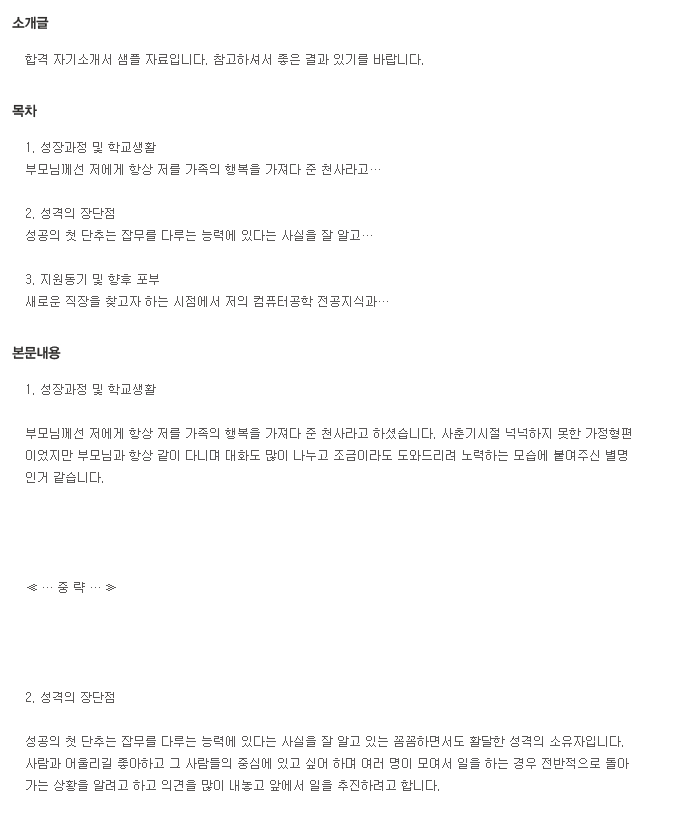 소개글
합격 자기소개서 샘플 자료입니다. 참고하셔서 좋은 결과 있기를 바랍니다.
목차
1. 성장과정 및 학교생활
부모님께선 저에게 항상 저를 가족의 행복을 가져다 준 천사라고…
2. 성격의 장단점
성공의 첫 단추는 잡무를 다루는 능력에 있다는 사실을 잘 알고…
3. 지원동기 및 향후 포부
새로운 직장을 찾고자 하는 시점에서 저의 컴퓨터공학 전공지식과…
본문내용
1. 성장과정 및 학교생활
부모님께선 저에게 항상 저를 가족의 행복을 가져다 준 천사라고 하셨습니다. 사춘기시절 넉넉하지 못한 가정형편
이었지만 부모님과 항상 같이 다니며 대화도 많이 나누고 조금이라도 도와드리려 노력하는 모습에 붙여주신 별명
인거 같습니다.
≪ … 중 략 … ≫
2. 성격의 장단점
성공의 첫 단추는 잡무를 다루는 능력에 있다는 사실을 잘 알고 있는 꼼꼼하면서도 활달한 성격의 소유자입니다.
사람과 어울리길 좋아하고 그 사람들의 중심에 있고 싶어 하며 여러 명이 모여서 일을 하는 경우 전반적으로 돌아
가는 상황을 알려고 하고 의견을 많이 내놓고 앞에서 일을 추진하려고 합니다.